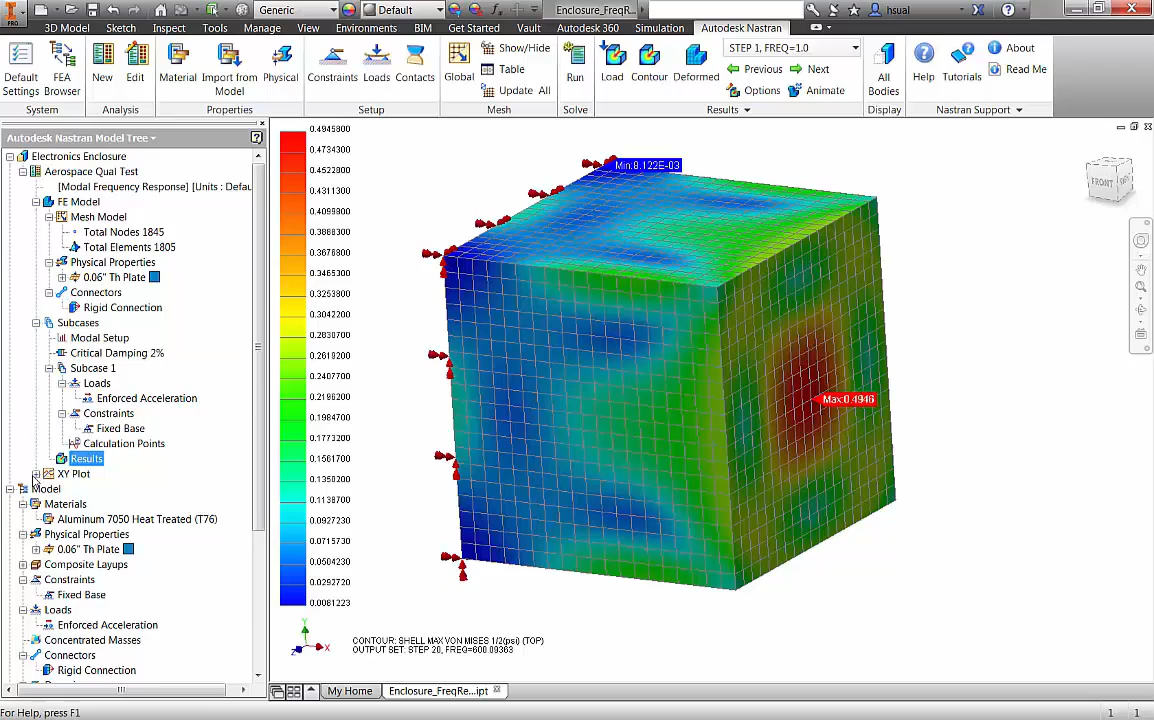 Generic
Default
Enclosure_FreqR...
hsual
PRO
3D Model Sketch Inspect Tools Manage View Environments BIM Get Started Vault Autodesk 360 Simulation Autodesk Nastran
Default Settings
FEA Browser
New
Edit
Material
Import from Model
Physical
Constraints
Loads
Contacts
Global
Show/Hide
Table
Update All
Run
Load
Contour
Deformed
STEP 1, FREQ=1.0
Previous
Next
Options
Animate
All Bodies
Help
Tutorials
About
Read Me
System
Analysis
Properties
Setup
Mesh
Solve
Results
Display
Nastran Support
Autodesk Nastran Model Tree
Electronics Enclosure
Aerospace Qual Test
[Modal Frequency Response] [Units : Defau
FE Model
Mesh Model
Total Nodes 1845
Total Elements 1805
Physical Properties
0.06" Th Plate
Connectors
Rigid Connection
Subcases
Modal Setup
Critical Damping 2%
Subcase 1
Loads
Enforced Acceleration
Constraints
Fixed Base
Calculation Points
Results
XY Plot
Model
Materials
Aluminum 7050 Heat Treated (T76)
Physical Properties
0.06" Th Plate
Composite Layups
Constraints
Fixed Base
Loads
Enforced Acceleration
Concentrated Masses
Connectors
Rigid Connection
0.4945800
0.4734300
0.4522800
0.4311300
0.4099800
0.3888300
0.3676800
0.3465300
0.3253800
0.3042200
0.2830700
0.2619200
0.2407700
0.2196200
0.1984700
0.1773200
0.1561700
0.1350200
0.1138700
0.0927230
0.0715730
0.0504230
0.0292720
0.0081223
Min:8.122E-03
Max:0.4946
FRONT
Y
Z
X
CONTOUR: SHELL MAX VON MISES 1/2(psi) (TOP)
OUTPUT SET: STEP 20, FREQ=600.09363
My Home
Enclosure_FreqRe...ipt
For Help, press F1
1 1